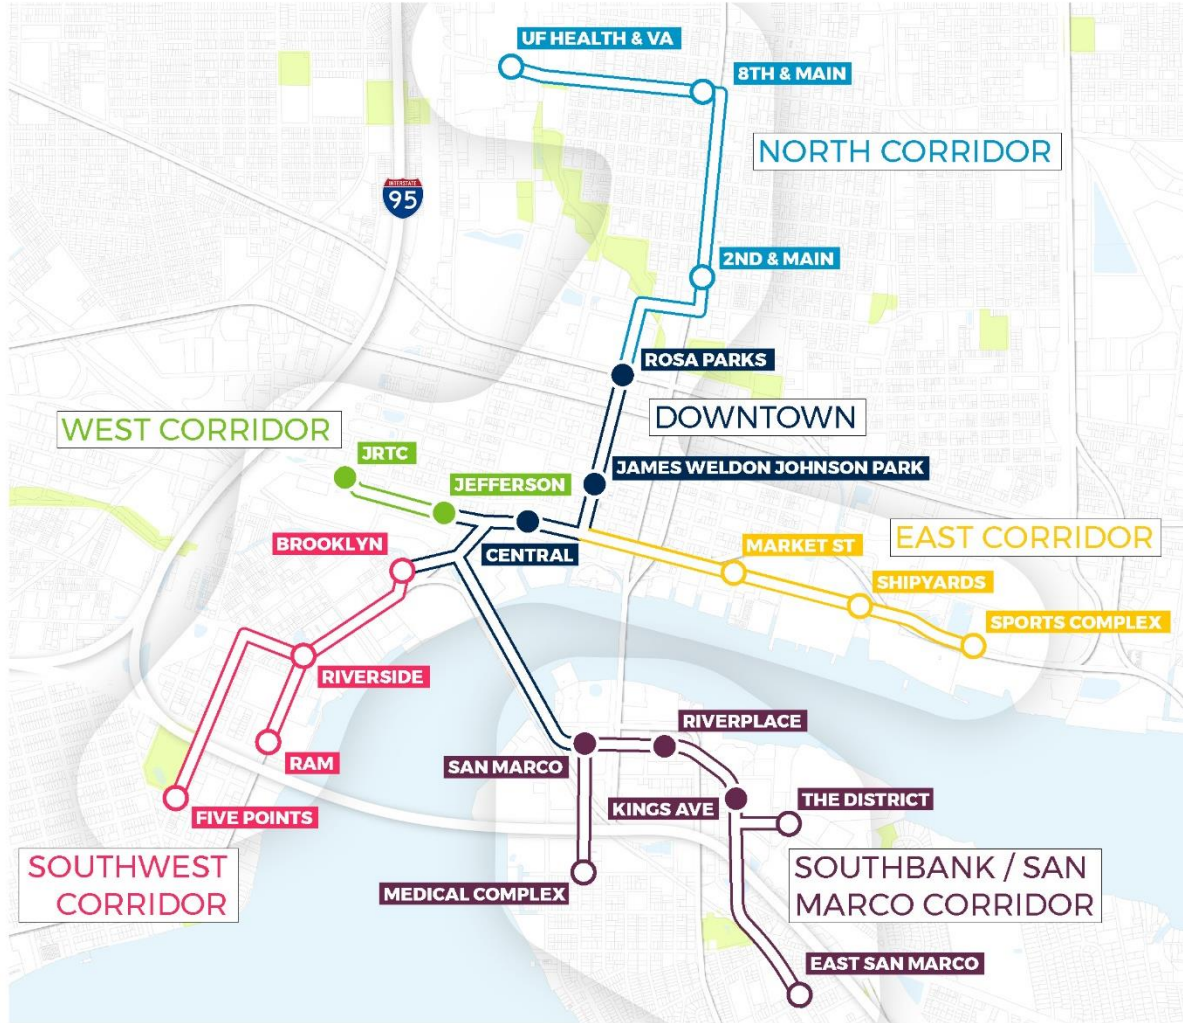 UF HEALTH & VA
8TH & MAIN
NORTH CORRIDOR
INTERSTATE
95
2ND & MAIN
ROSA PARKS
DOWNTOWN
WEST CORRIDOR
JRTC
JAMES WELDON JOHNSON PARK
JEFFERSON
EAST CORRIDOR
BROOKLYN
CENTRAL
MARKET ST
SHIPYARDS
SPORTS COMPLEX
RIVERSIDE
RIVERPLACE
RAM
SAN MARCO
THE DISTRICT
KINGS AVE
FIVE POINTS
SOUTHWEST
CORRIDOR
SOUTHBANK / SAN
MARCO CORRIDOR
MEDICAL COMPLEX
EAST SAN MARCO